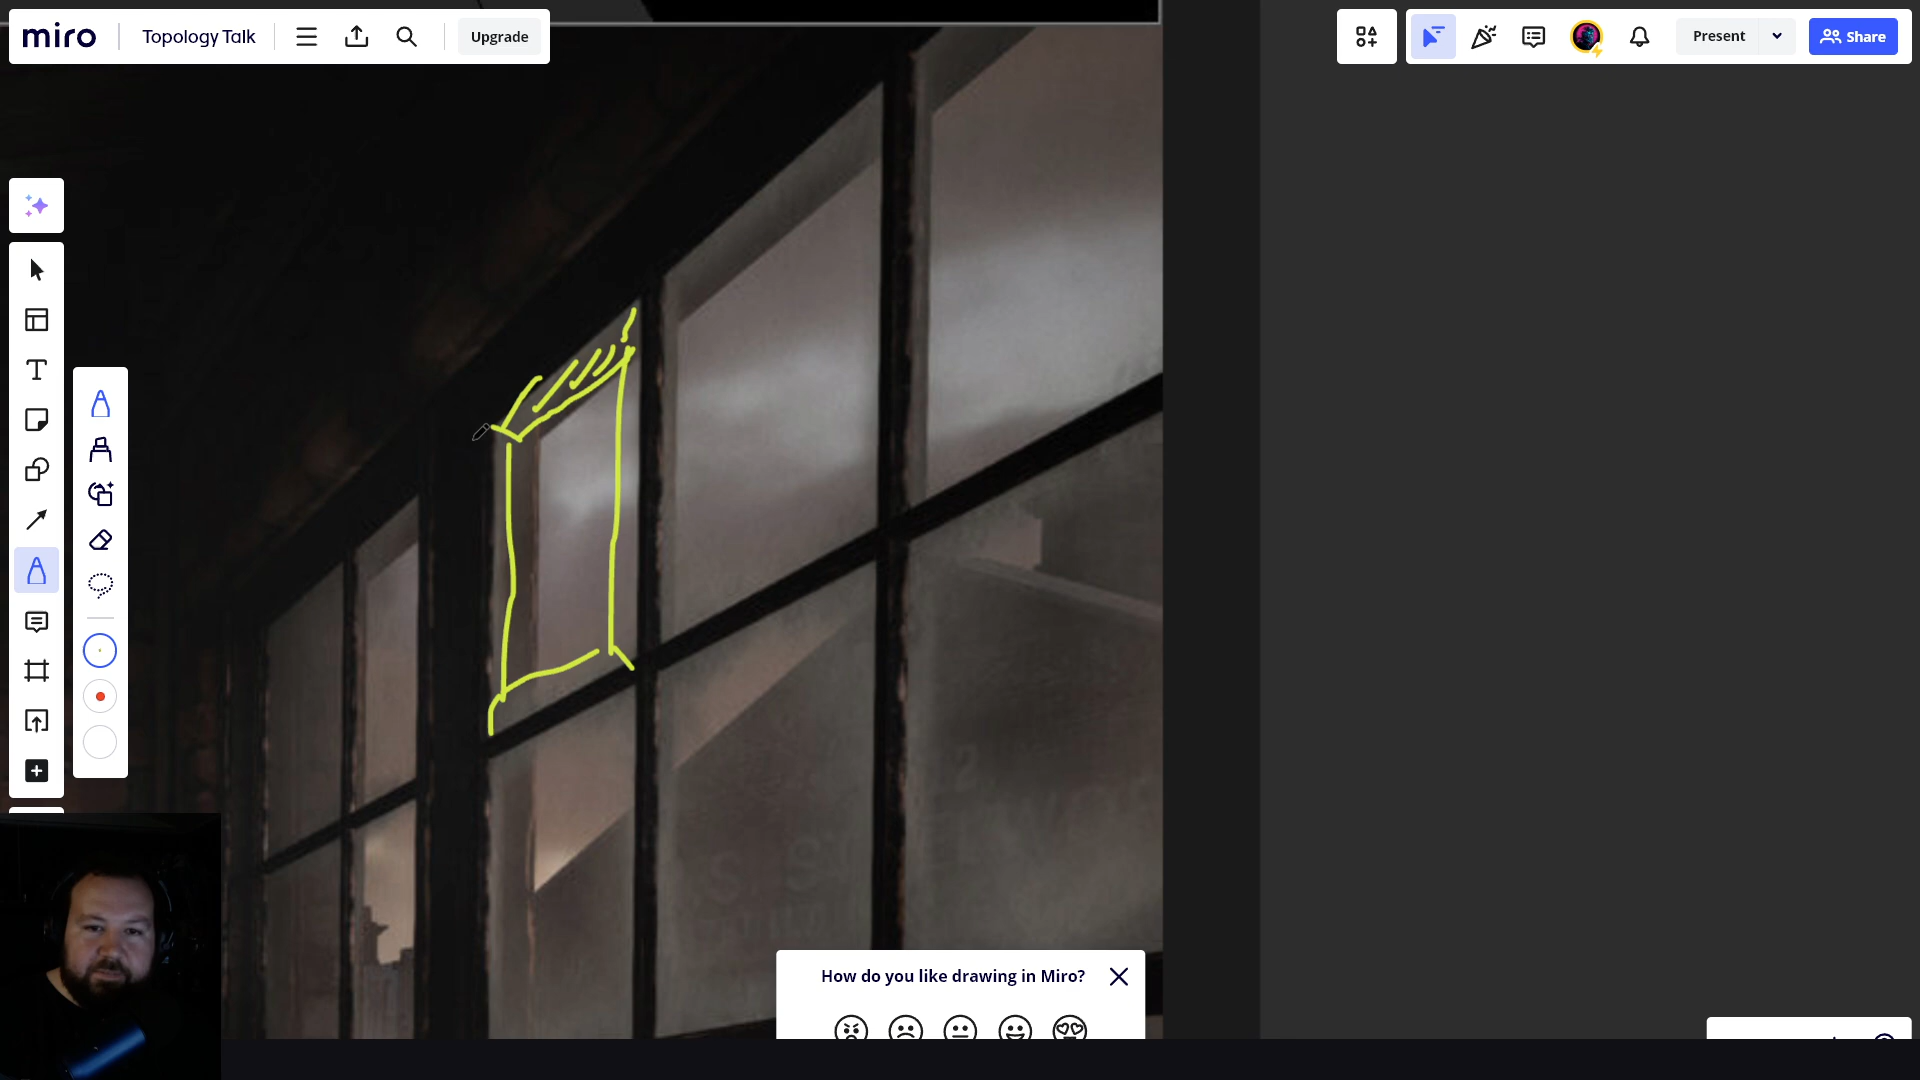 miro
Topology Talk
Upgrade
Present
Share
How do you like drawing in Miro?